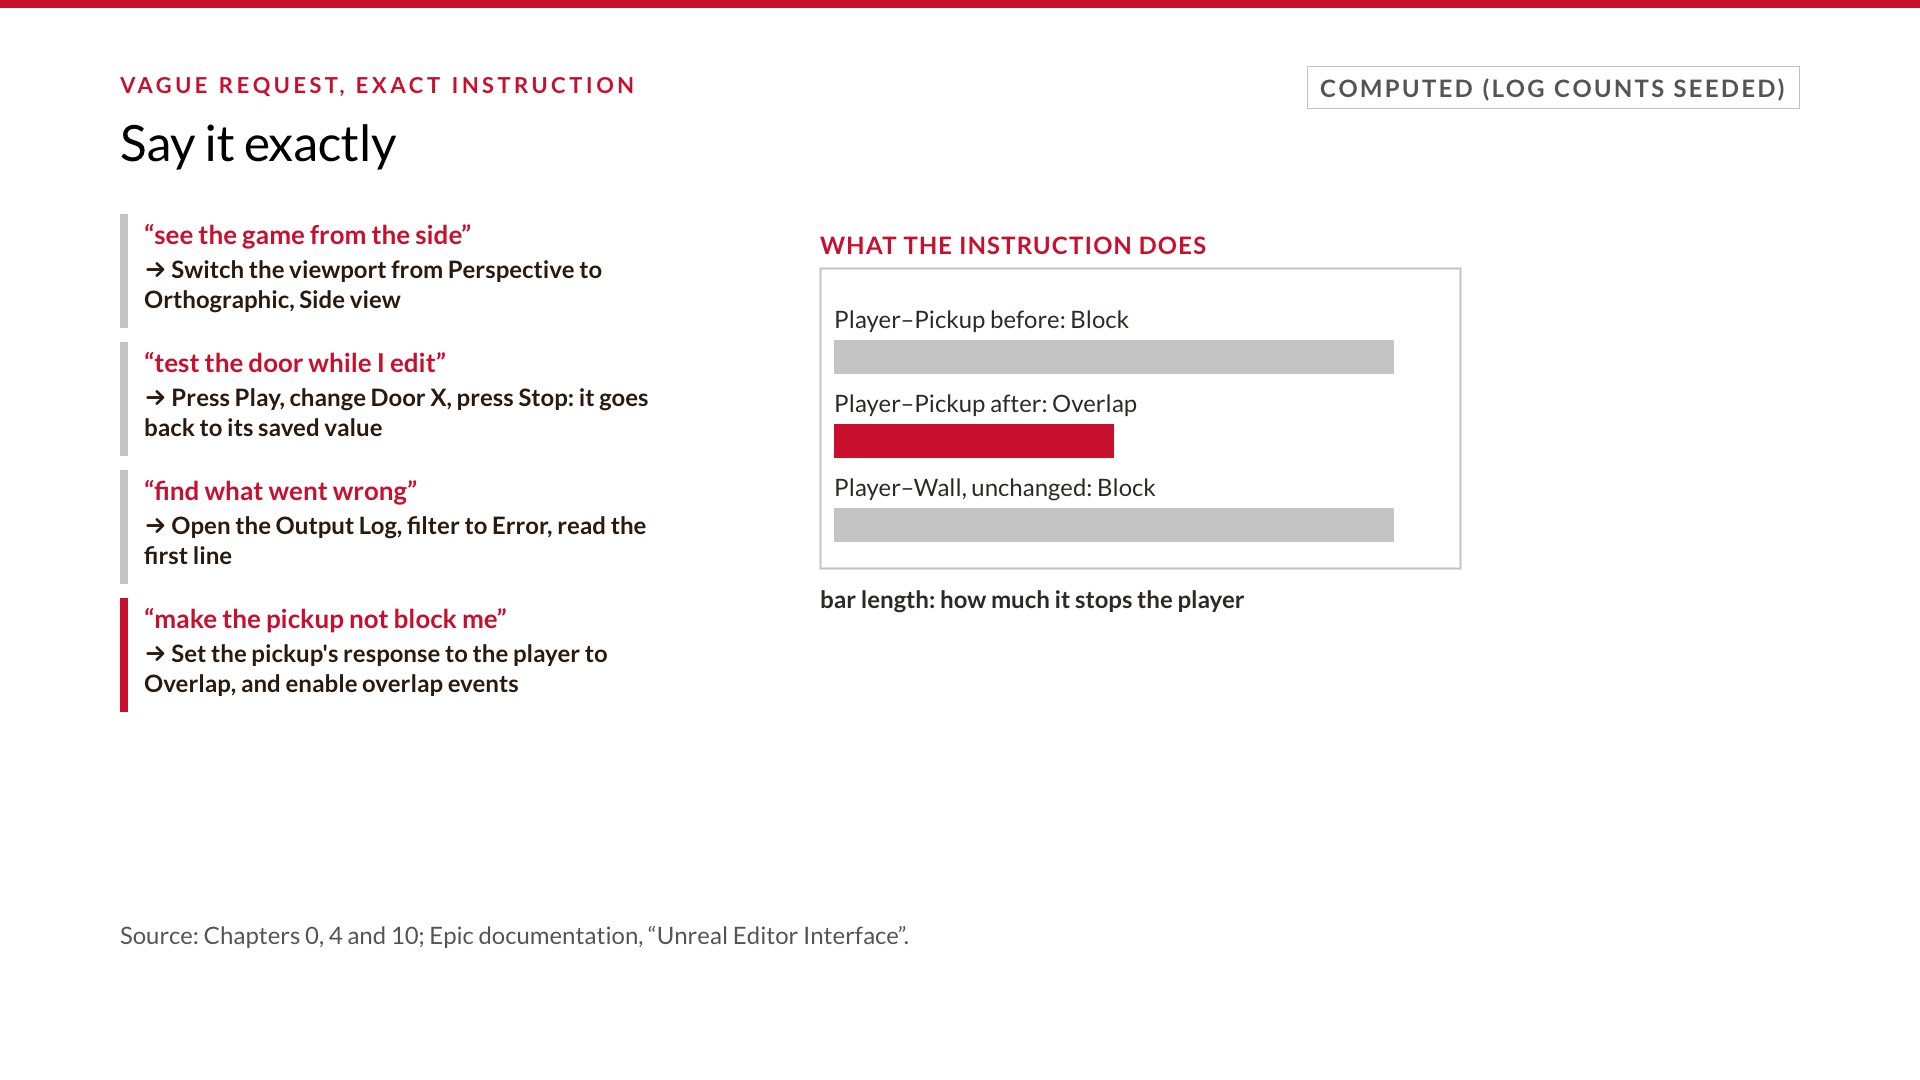 VAGUE REQUEST, EXACT INSTRUCTION
COMPUTED (LOG COUNTS SEEDED)
Say it exactly
“see the game from the side”
→ Switch the viewport from Perspective to
Orthographic, Side view
“test the door while I edit”
→ Press Play, change Door X, press Stop: it goes
back to its saved value
“find what went wrong”
→ Open the Output Log, filter to Error, read the
first line
“make the pickup not block me”
→ Set the pickup's response to the player to
Overlap, and enable overlap events
WHAT THE INSTRUCTION DOES
Player–Pickup before: Block
Player–Pickup after: Overlap
Player–Wall, unchanged: Block
bar length: how much it stops the player
Source: Chapters 0, 4 and 10; Epic documentation, “Unreal Editor Interface”.